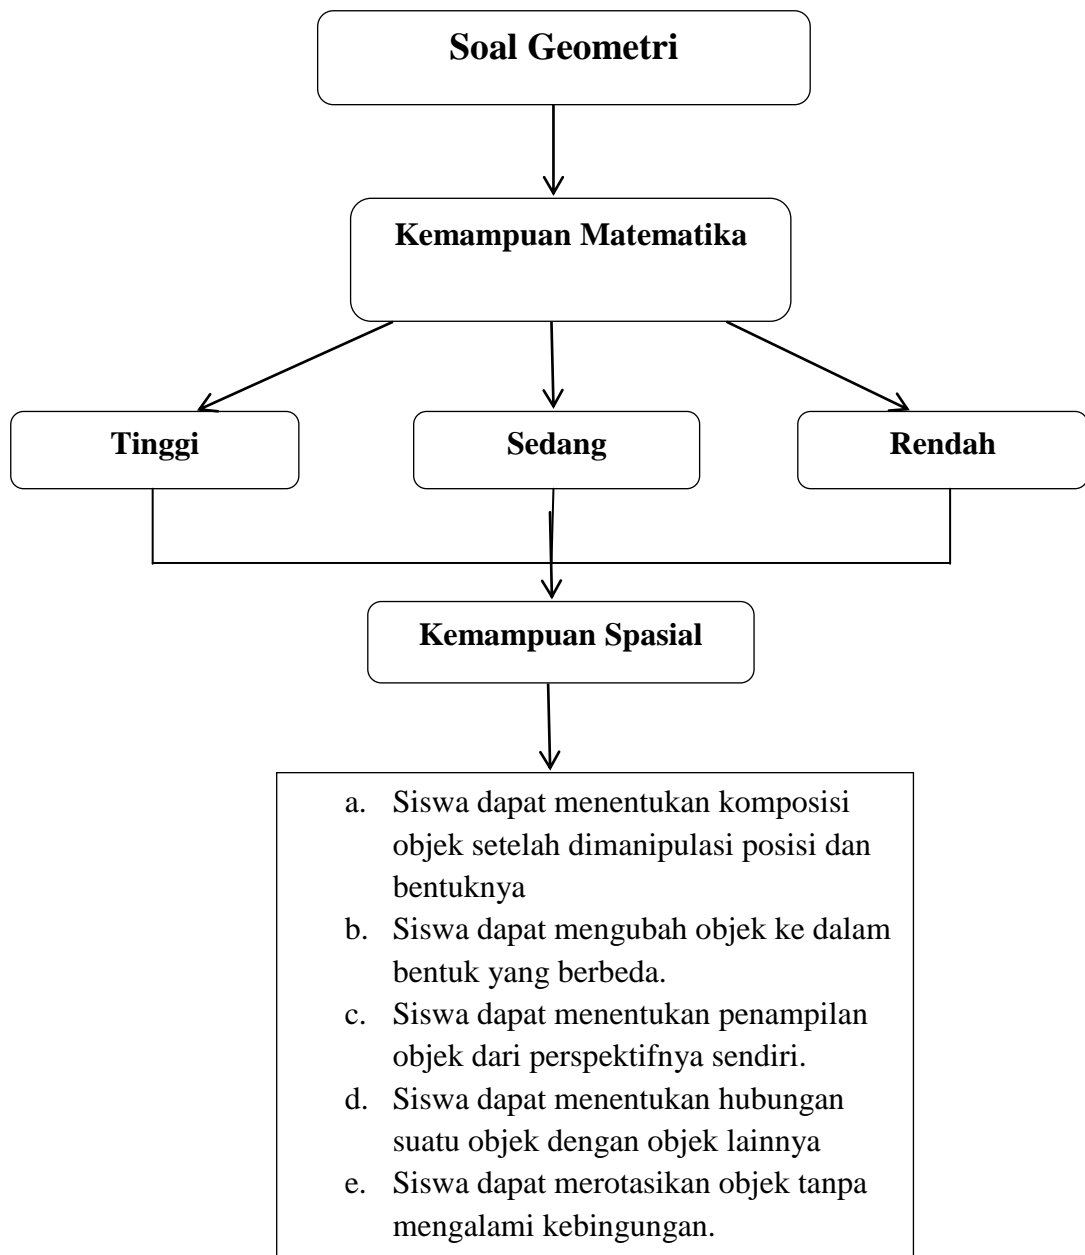 Soal Geometri
Kemampuan Matematika
Tinggi
Sedang
Rendah
Kemampuan Spasial
a. Siswa dapat menentukan komposisi
objek setelah dimanipulasi posisi dan
bentuknya
b. Siswa dapat mengubah objek ke dalam
bentuk yang berbeda.
c. Siswa dapat menentukan penampilan
objek dari perspektifnya sendiri.
d. Siswa dapat menentukan hubungan
suatu objek dengan objek lainnya
e. Siswa dapat merotasikan objek tanpa
mengalami kebingungan.